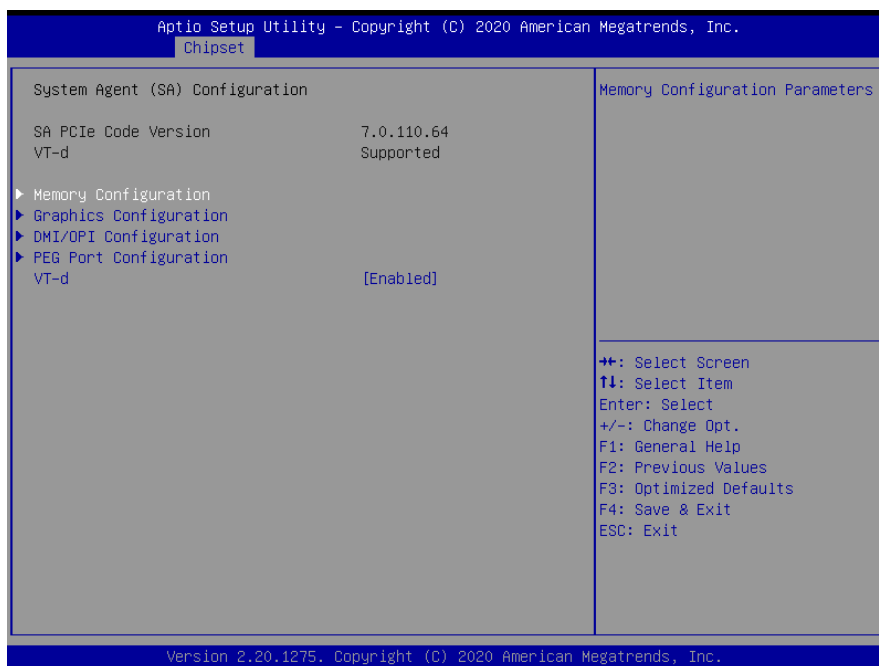 Aptio Setup Utility – Copyright (C) 2020 American Megatrends, Inc.
Chipset
System Agent (SA) Configuration
SA PCIe Code Version 7.0.110.64
VT-d Supported
Memory Configuration
Graphics Configuration
DMI/OPI Configuration
PEG Port Configuration
VT-d [Enabled]
Memory Configuration Parameters
→←: Select Screen
↑↓: Select Item
Enter: Select
+/-: Change Opt.
F1: General Help
F2: Previous Values
F3: Optimized Defaults
F4: Save & Exit
ESC: Exit
Version 2.20.1275. Copyright (C) 2020 American Megatrends, Inc.